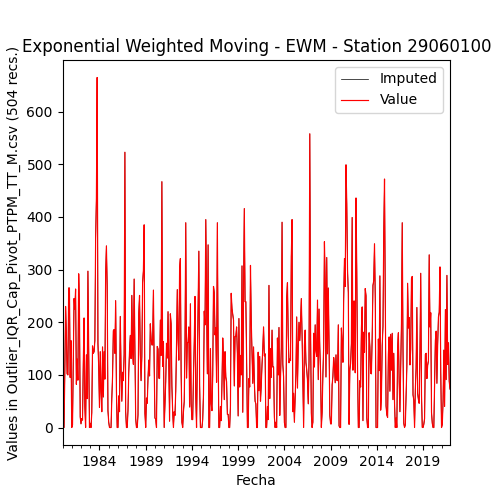 Exponential Weighted Moving - EWM - Station 29060100
Imputed
Value
Values in Outlier_IQR_Cap_Pivot_PTPM_TT_M.csv (504 recs.)
600
500
400
300
200
100
0
1984 1989 1994 1999 2004 2009 2014 2019
Fecha